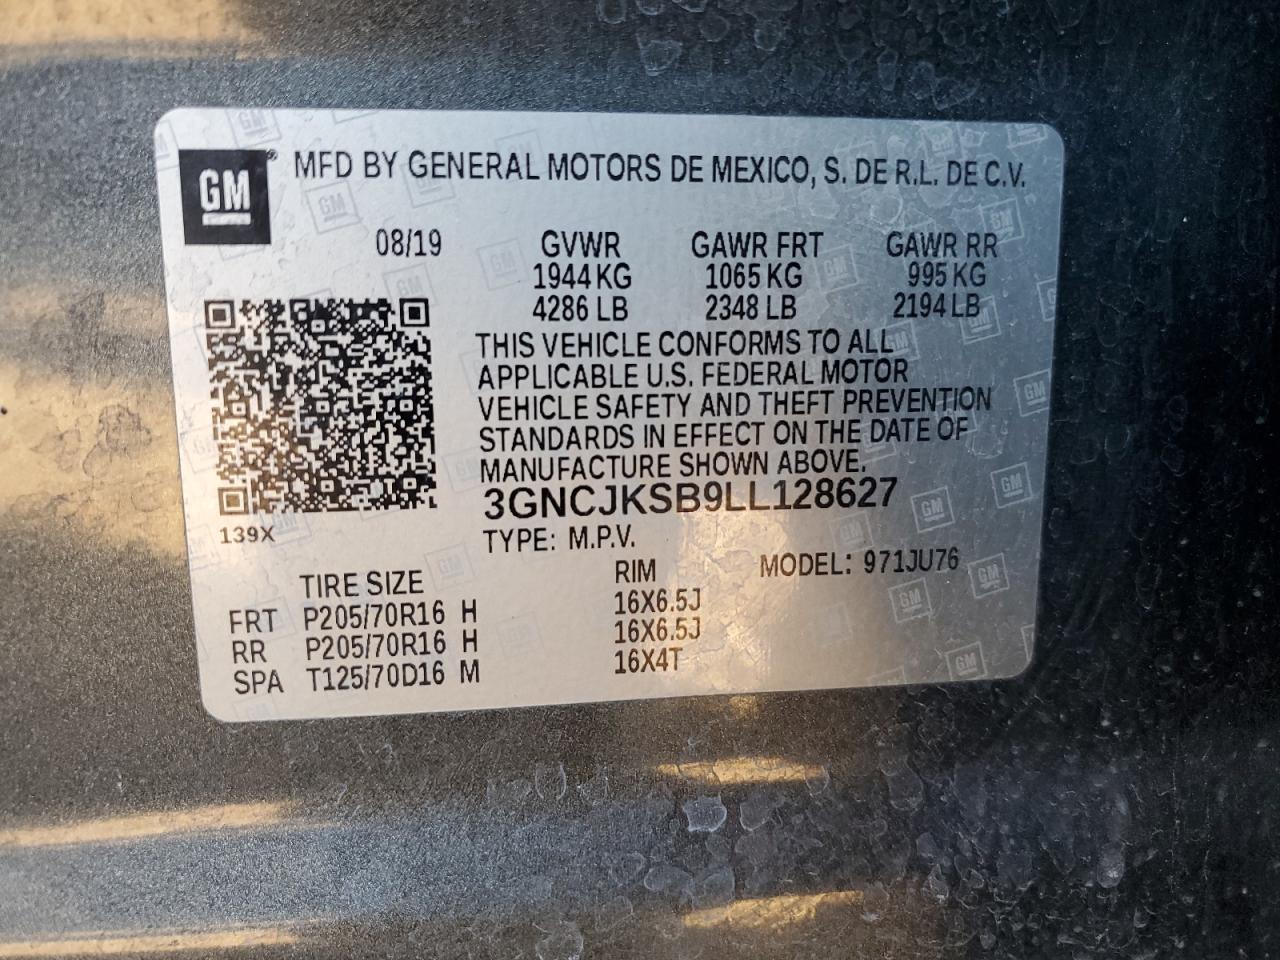 GM® MFD BY GENERAL MOTORS DE MEXICO, S. DE R.L. DE C.V.
08/19 GVWR GAWR FRT GAWR RR
1944 KG 1065 KG 995 KG
4286 LB 2348 LB 2194 LB
THIS VEHICLE CONFORMS TO ALL
APPLICABLE U.S. FEDERAL MOTOR
VEHICLE SAFETY AND THEFT PREVENTION
STANDARDS IN EFFECT ON THE DATE OF
MANUFACTURE SHOWN ABOVE.
3GNCJKSB9LL128627
139X
TYPE: M.P.V. MODEL: 971JU76
TIRE SIZE RIM
FRT P205/70R16 H 16X6.5J
RR P205/70R16 H 16X6.5J
SPA T125/70D16 M 16X4T